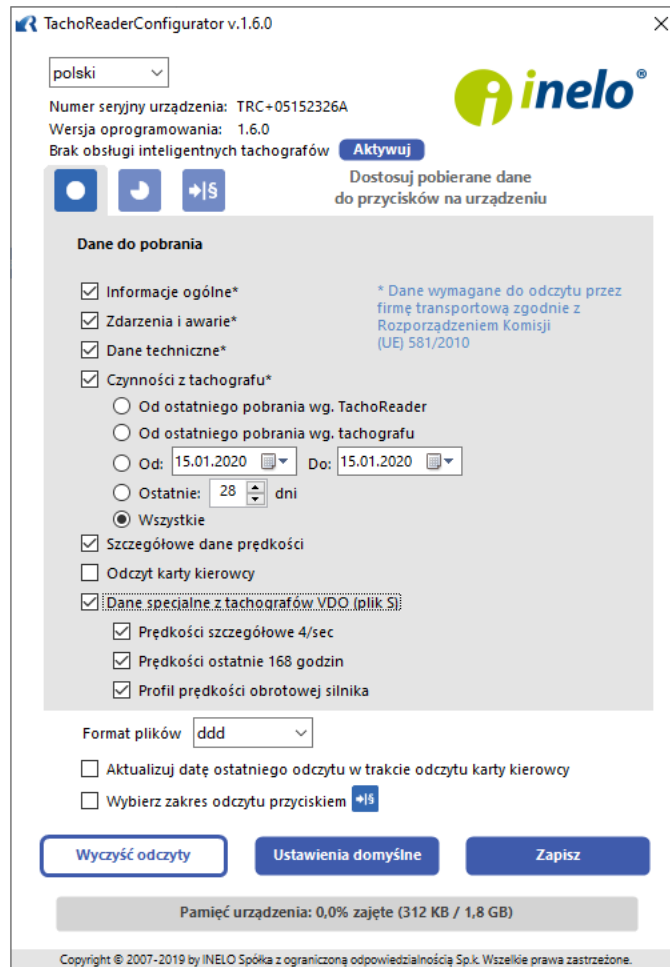 TachoReaderConfigurator v.1.6.0
polski
inelo®
Numer seryjny urządzenia: TRC+05152326A
Wersja oprogramowania: 1.6.0
Brak obsługi inteligentnych tachografów Aktywuj
Dostosuj pobierane dane
do przycisków na urządzeniu
§
Dane do pobrania
Informacje ogólne*
Zdarzenia i awarie*
Dane techniczne*
* Dane wymagane do odczytu przez
firmę transportową zgodnie z
Rozporządzeniem Komisji
(UE) 581/2010
Czynności z tachografu*
Od ostatniego pobrania wg. TachoReader
Od ostatniego pobrania wg. tachografu
Od: 15.01.2020 Do: 15.01.2020
Ostatnie: 28 dni
Wszystkie
Szczegółowe dane prędkości
Odczyt karty kierowcy
Dane specjalne z tachografów VDO (plik S)
Prędkości szczegółowe 4/sec
Prędkości ostatnie 168 godzin
Profil prędkości obrotowej silnika
Format plików ddd
Aktualizuj datę ostatniego odczytu w trakcie odczytu karty kierowcy
Wybierz zakres odczytu przyciskiem §
Wyczyść odczyty Ustawienia domyślne Zapisz
Pamięć urządzenia: 0,0% zajęte (312 KB / 1,8 GB)
Copyright © 2007-2019 by INELO Spółka z ograniczoną odpowiedzialnością Sp.k. Wszelkie prawa zastrzeżone.